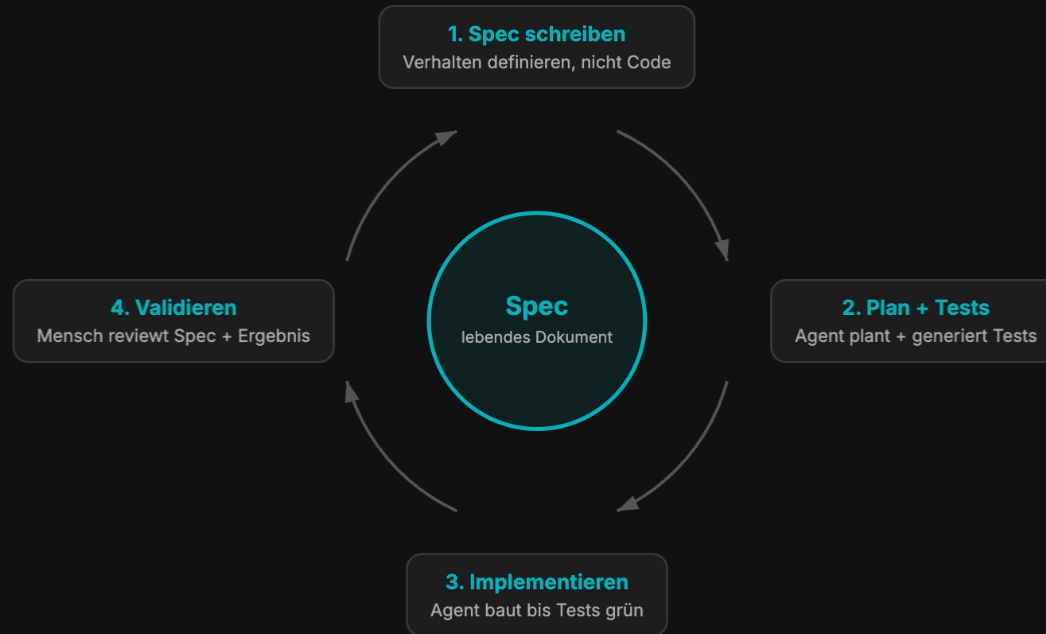 1. Spec schreiben
Verhalten definieren, nicht Code
4. Validieren
Mensch reviewt Spec + Ergebnis
Spec
lebendes Dokument
2. Plan + Tests
Agent plant + generiert Tests
3. Implementieren
Agent baut bis Tests grün